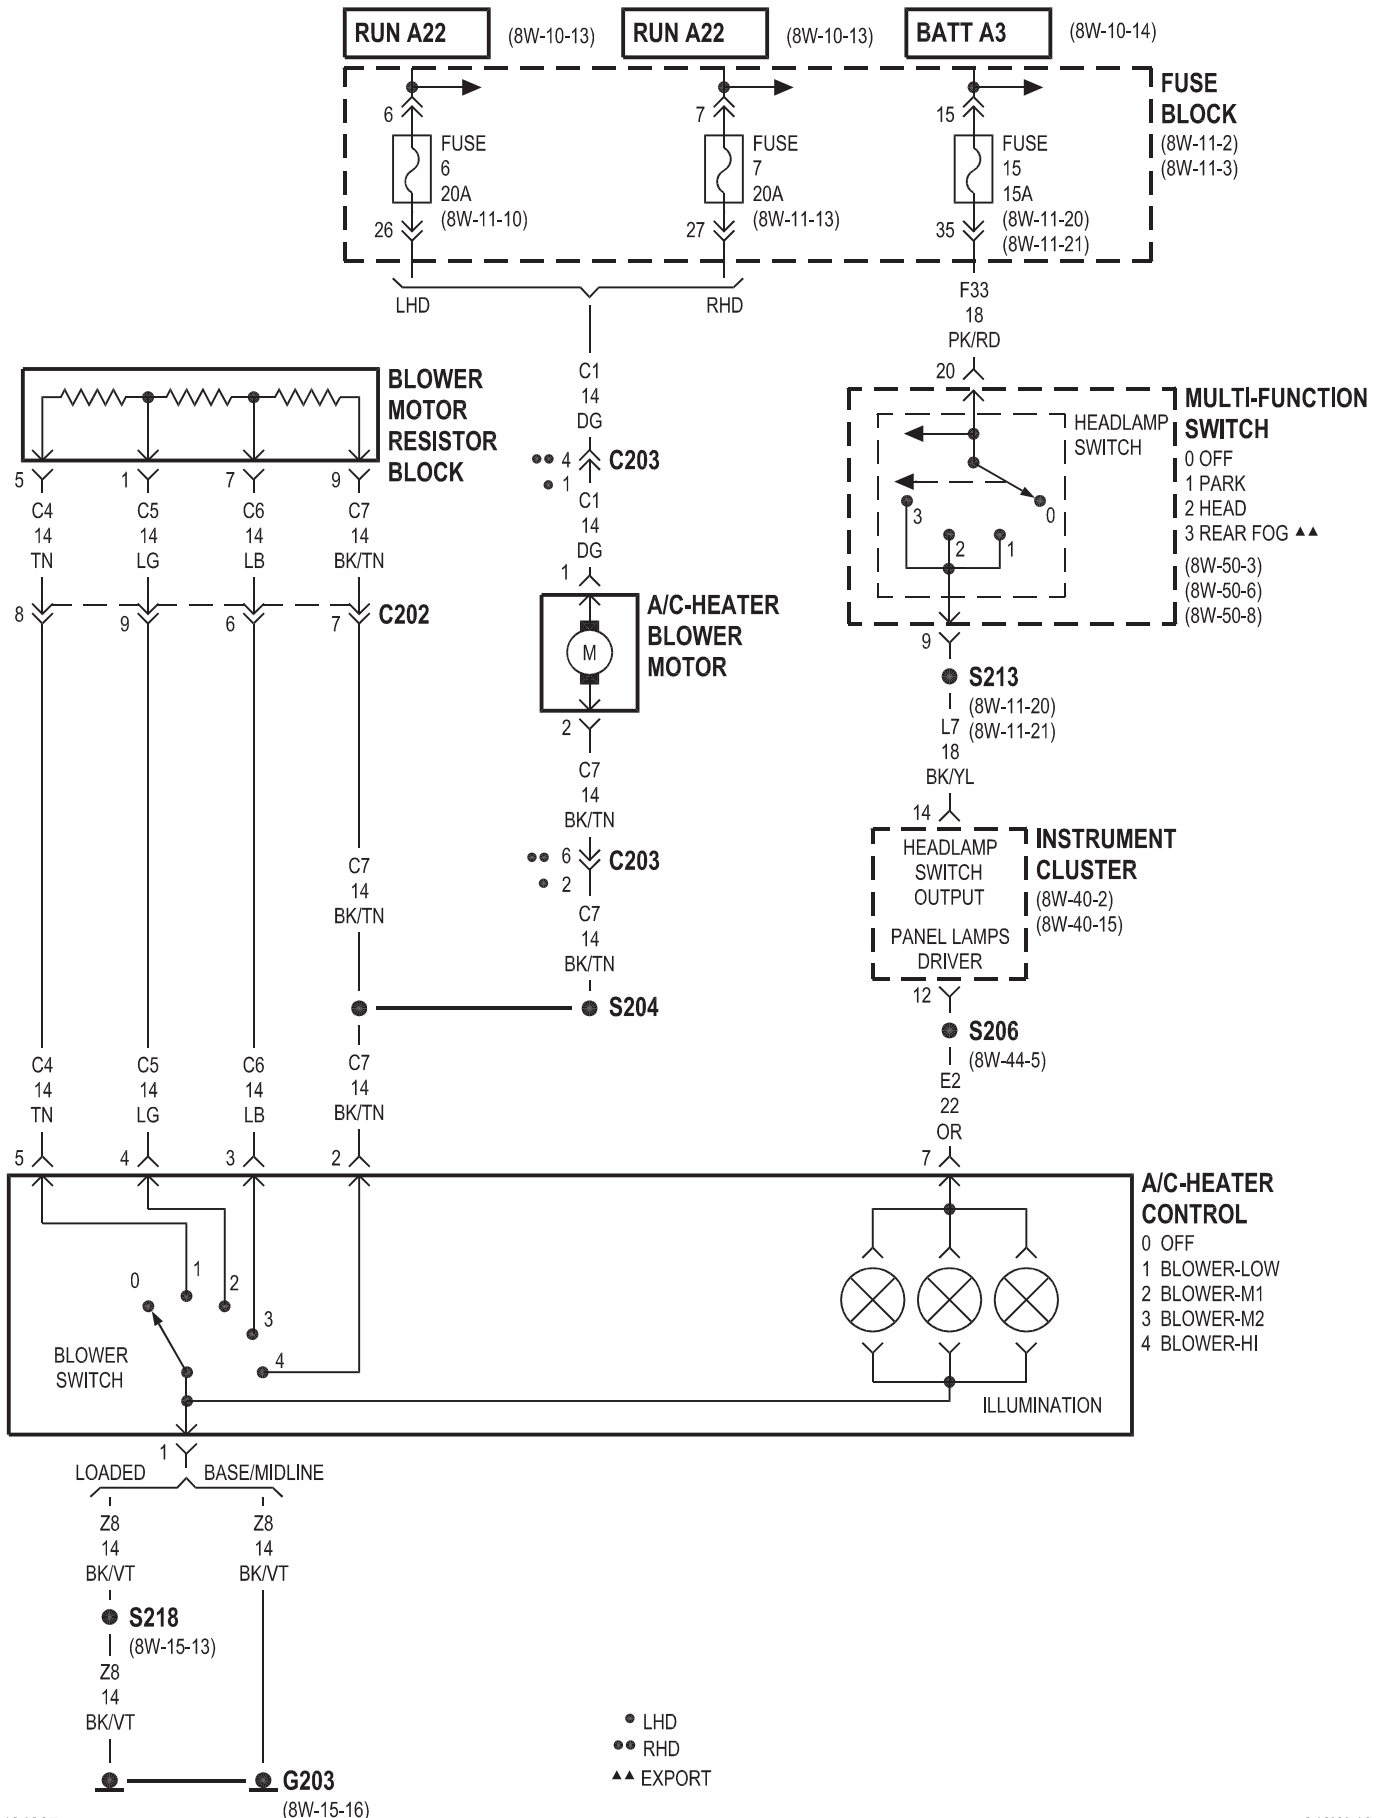 RUN A22
(8W-10-13)
RUN A22
(8W-10-13)
BATT A3
(8W-10-14)
FUSE
BLOCK
(8W-11-2)
(8W-11-3)
6
FUSE
6
20A
(8W-11-10)
26
7
FUSE
7
20A
(8W-11-13)
27
15
FUSE
15
15A
(8W-11-20)
(8W-11-21)
35
LHD
RHD
F33
18
PK/RD
20
C1
14
DG
4
1
C203
C1
14
DG
1
BLOWER
MOTOR
RESISTOR
BLOCK
5
1
7
9
C4
14
TN
C5
14
LG
C6
14
LB
C7
14
BK/TN
8
9
6
7
C202
A/C-HEATER
BLOWER
MOTOR
M
2
C7
14
BK/TN
6
2
C203
C7
14
BK/TN
S204
C7
14
BK/TN
MULTI-FUNCTION
SWITCH
0 OFF
1 PARK
2 HEAD
3 REAR FOG ▲▲
(8W-50-3)
(8W-50-6)
(8W-50-8)
HEADLAMP
SWITCH
3
2
1
0
9
S213
(8W-11-20)
(8W-11-21)
L7
18
BK/YL
14
HEADLAMP
SWITCH
OUTPUT
PANEL LAMPS
DRIVER
INSTRUMENT
CLUSTER
(8W-40-2)
(8W-40-15)
12
S206
(8W-44-5)
E2
22
OR
7
C4
14
TN
C5
14
LG
C6
14
LB
C7
14
BK/TN
5
4
3
2
A/C-HEATER
CONTROL
0 OFF
1 BLOWER-LOW
2 BLOWER-M1
3 BLOWER-M2
4 BLOWER-HI
0
1
2
3
4
BLOWER
SWITCH
ILLUMINATION
1
LOADED
BASE/MIDLINE
Z8
14
BK/VT
Z8
14
BK/VT
S218
(8W-15-13)
Z8
14
BK/VT
G203
(8W-15-16)
● LHD
●● RHD
▲▲ EXPORT